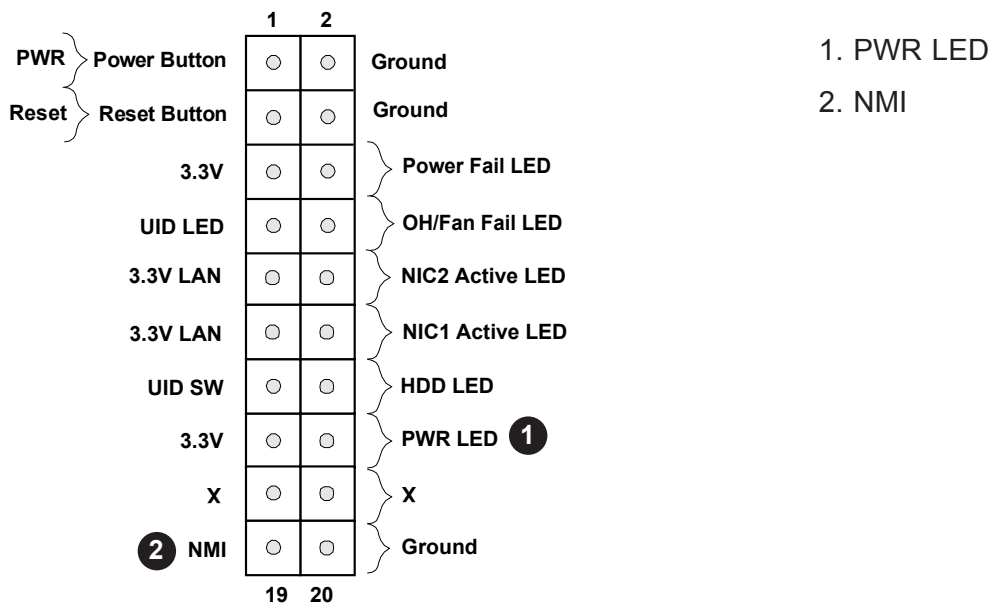 1 2
PWR Power Button Ground
Reset Reset Button Ground
3.3V Power Fail LED
UID LED OH/Fan Fail LED
3.3V LAN NIC2 Active LED
3.3V LAN NIC1 Active LED
UID SW HDD LED
3.3V PWR LED 1
X X
2 NMI Ground
19 20
1. PWR LED
2. NMI